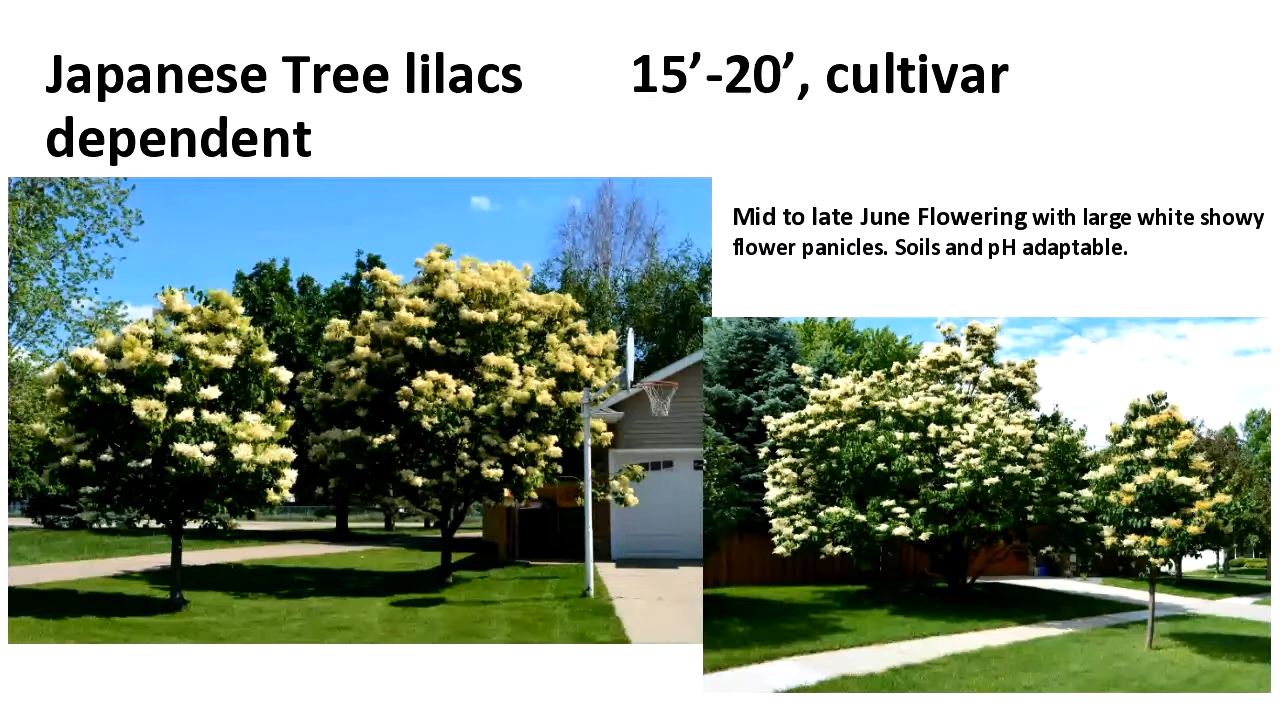 Japanese Tree lilacs 15’-20’, cultivar
dependent
Mid to late June Flowering with large white showy
flower panicles. Soils and pH adaptable.